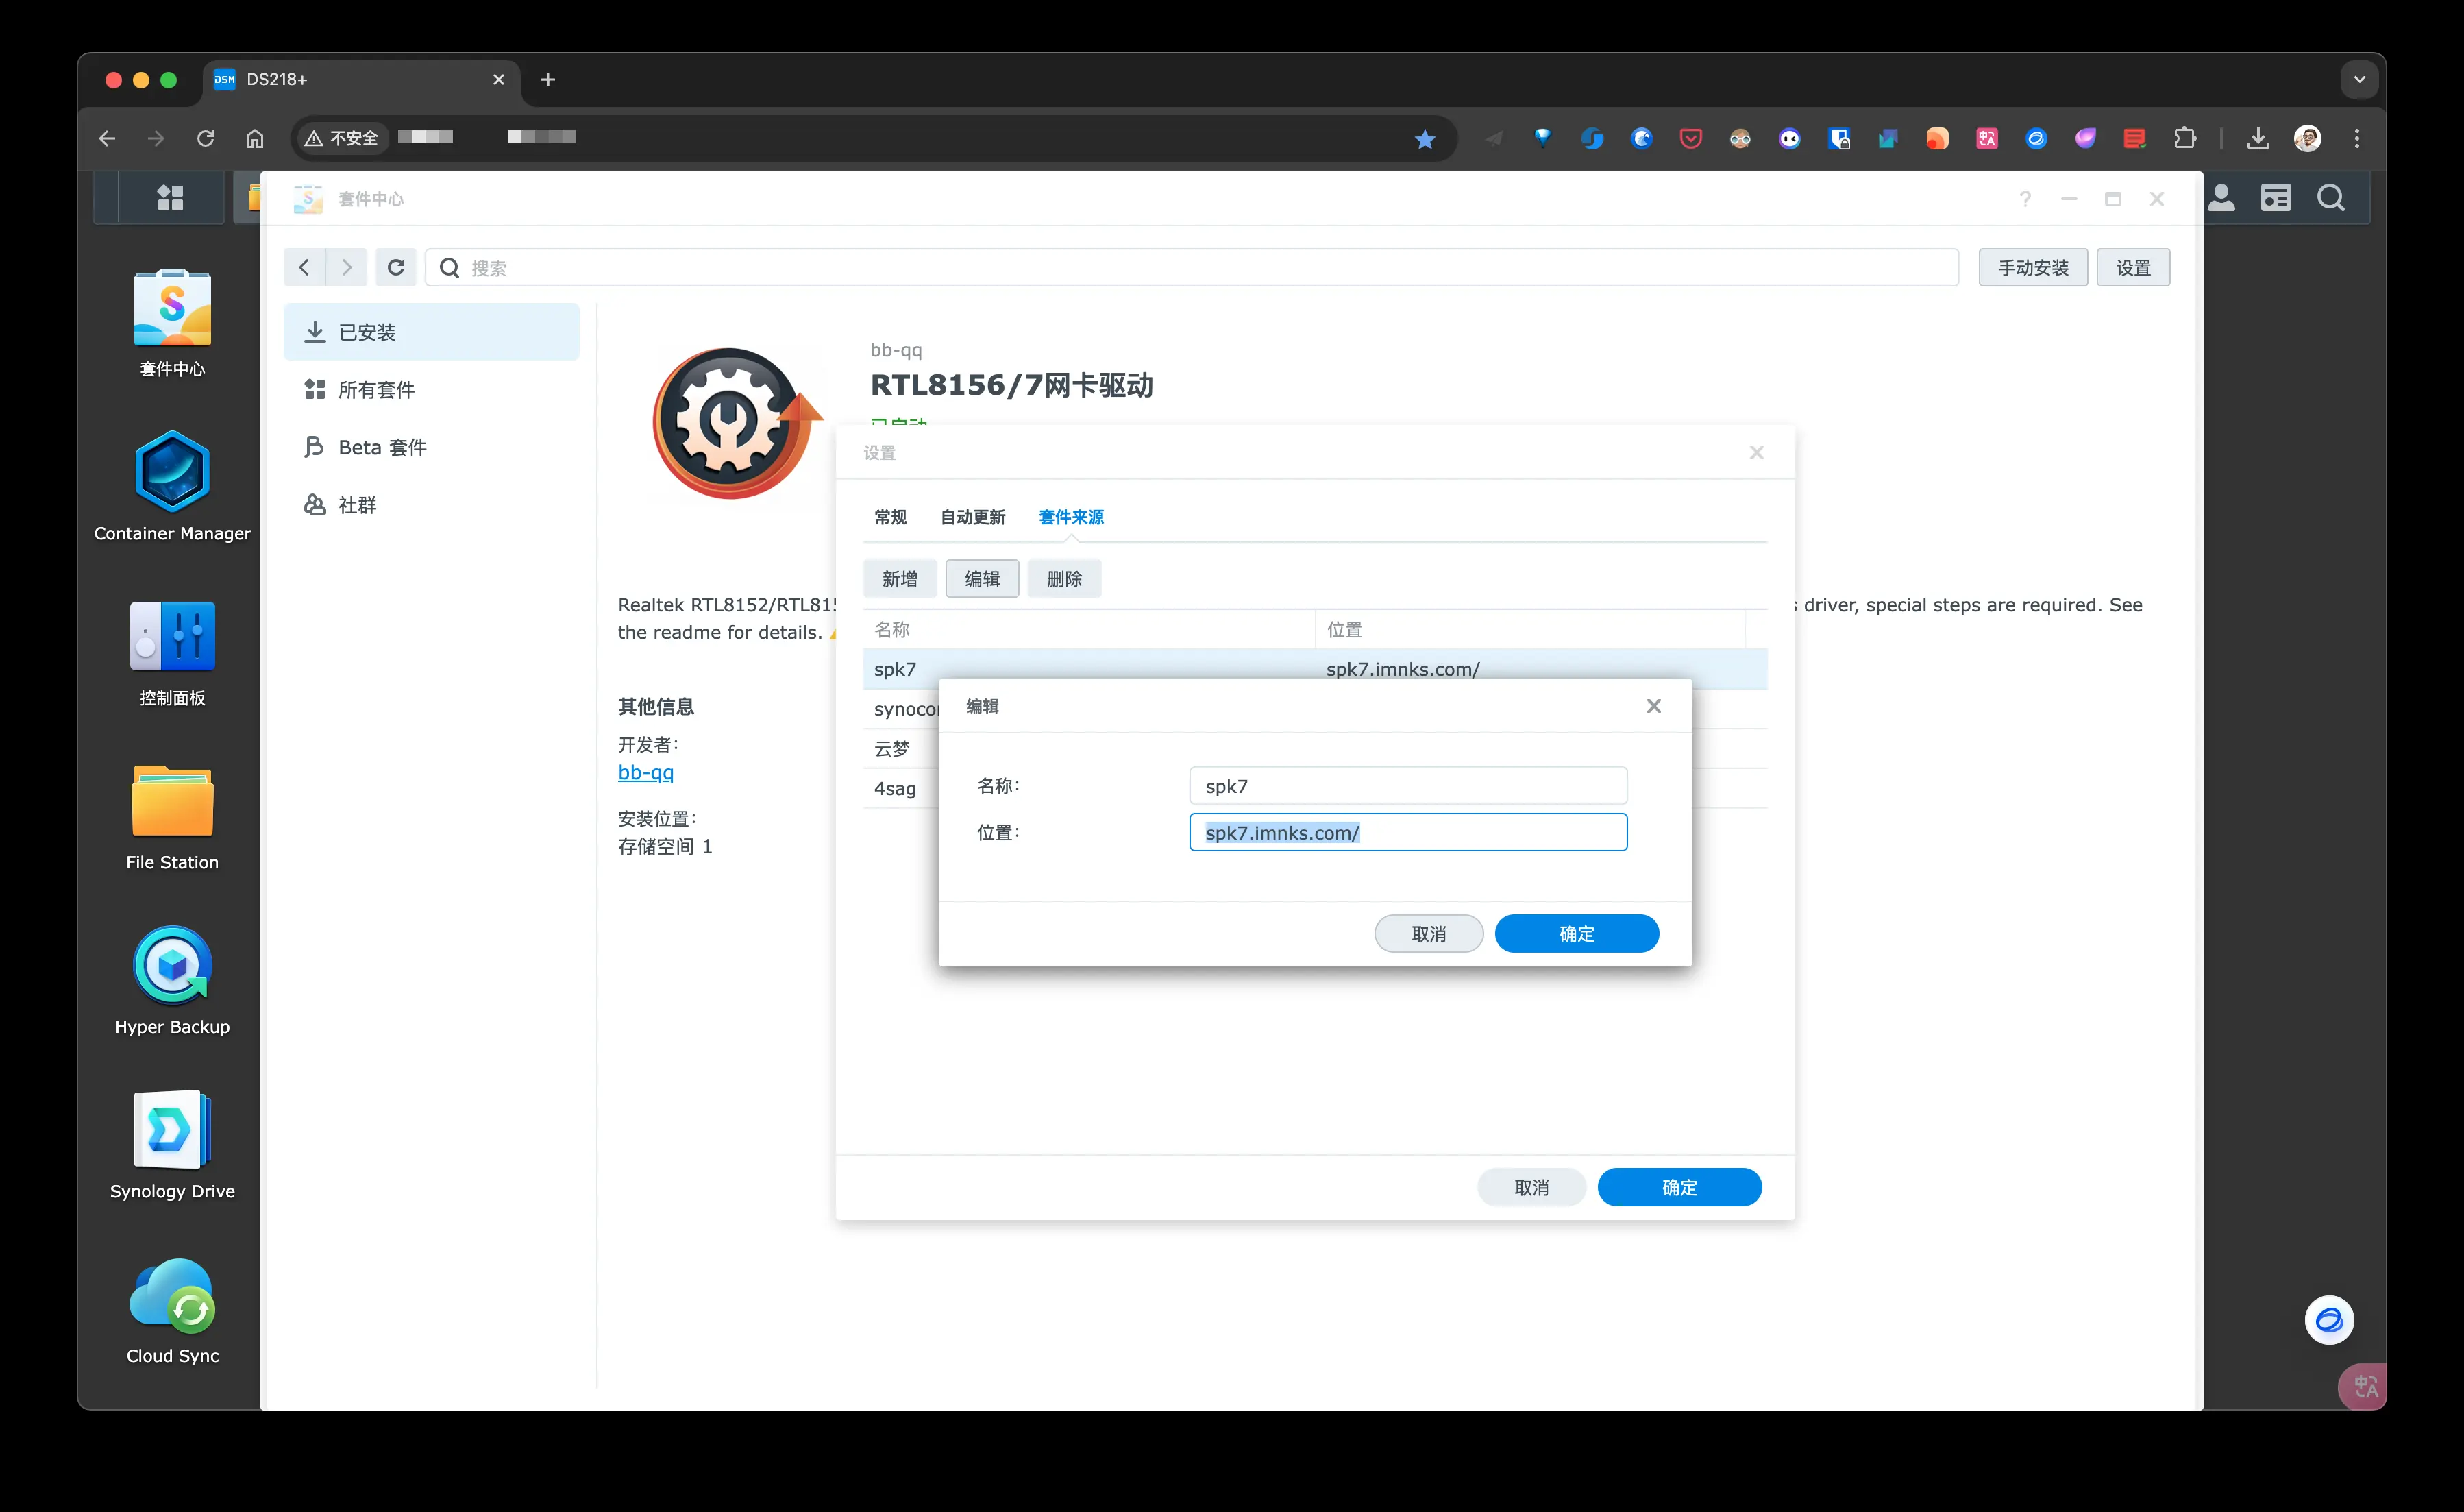 DSM
DS218+
不安全
套件中心
搜索
手动安装
设置
套件中心
Container Manager
控制面板
File Station
Hyper Backup
Synology Drive
Cloud Sync
已安装
所有套件
Beta 套件
社群
bb-qq
RTL8156/7网卡驱动
已启动
Realtek RTL8152/RTL815
driver, special steps are required. See
the readme for details.
其他信息
开发者:
bb-qq
安装位置:
存储空间 1
设置
常规
自动更新
套件来源
新增
编辑
删除
名称
位置
spk7
spk7.imnks.com/
synocom
云梦
4sag
编辑
名称:
spk7
位置:
spk7.imnks.com/
取消
确定
取消
确定